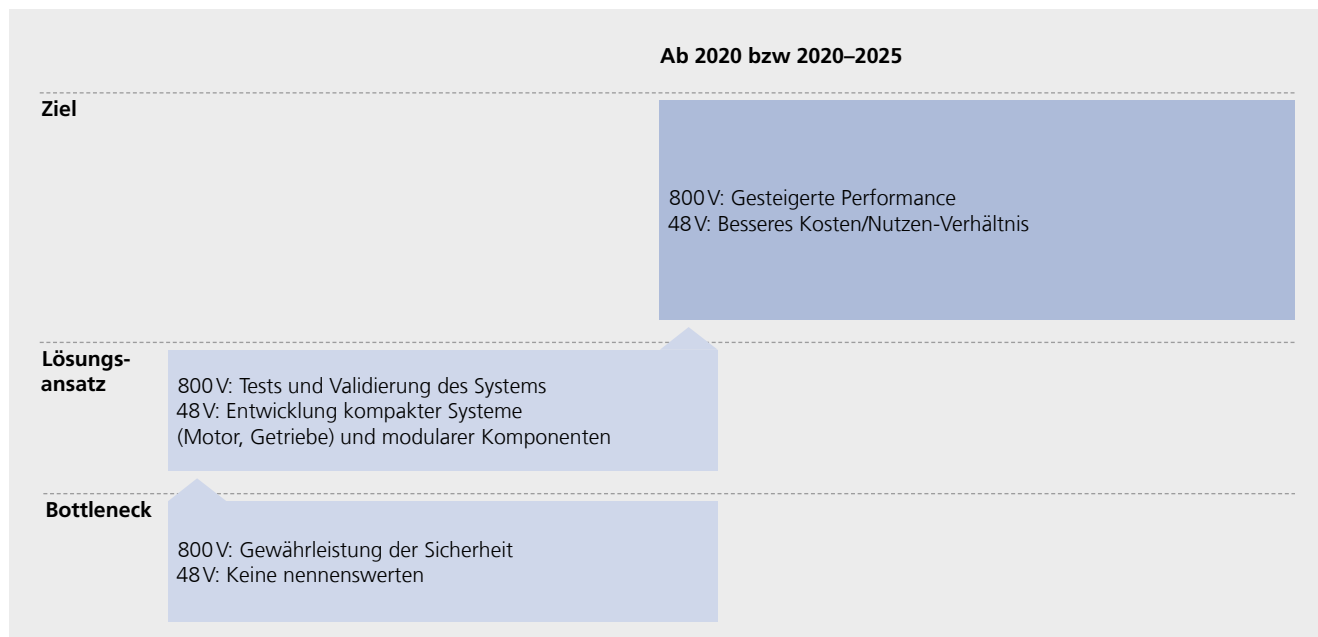 Ab 2020 bzw 2020–2025
Ziel
800 V: Gesteigerte Performance
48 V: Besseres Kosten/Nutzen-Verhältnis
Lösungs-
ansatz
800 V: Tests und Validierung des Systems
48 V: Entwicklung kompakter Systeme
(Motor, Getriebe) und modularer Komponenten
Bottleneck
800 V: Gewährleistung der Sicherheit
48 V: Keine nennenswerten